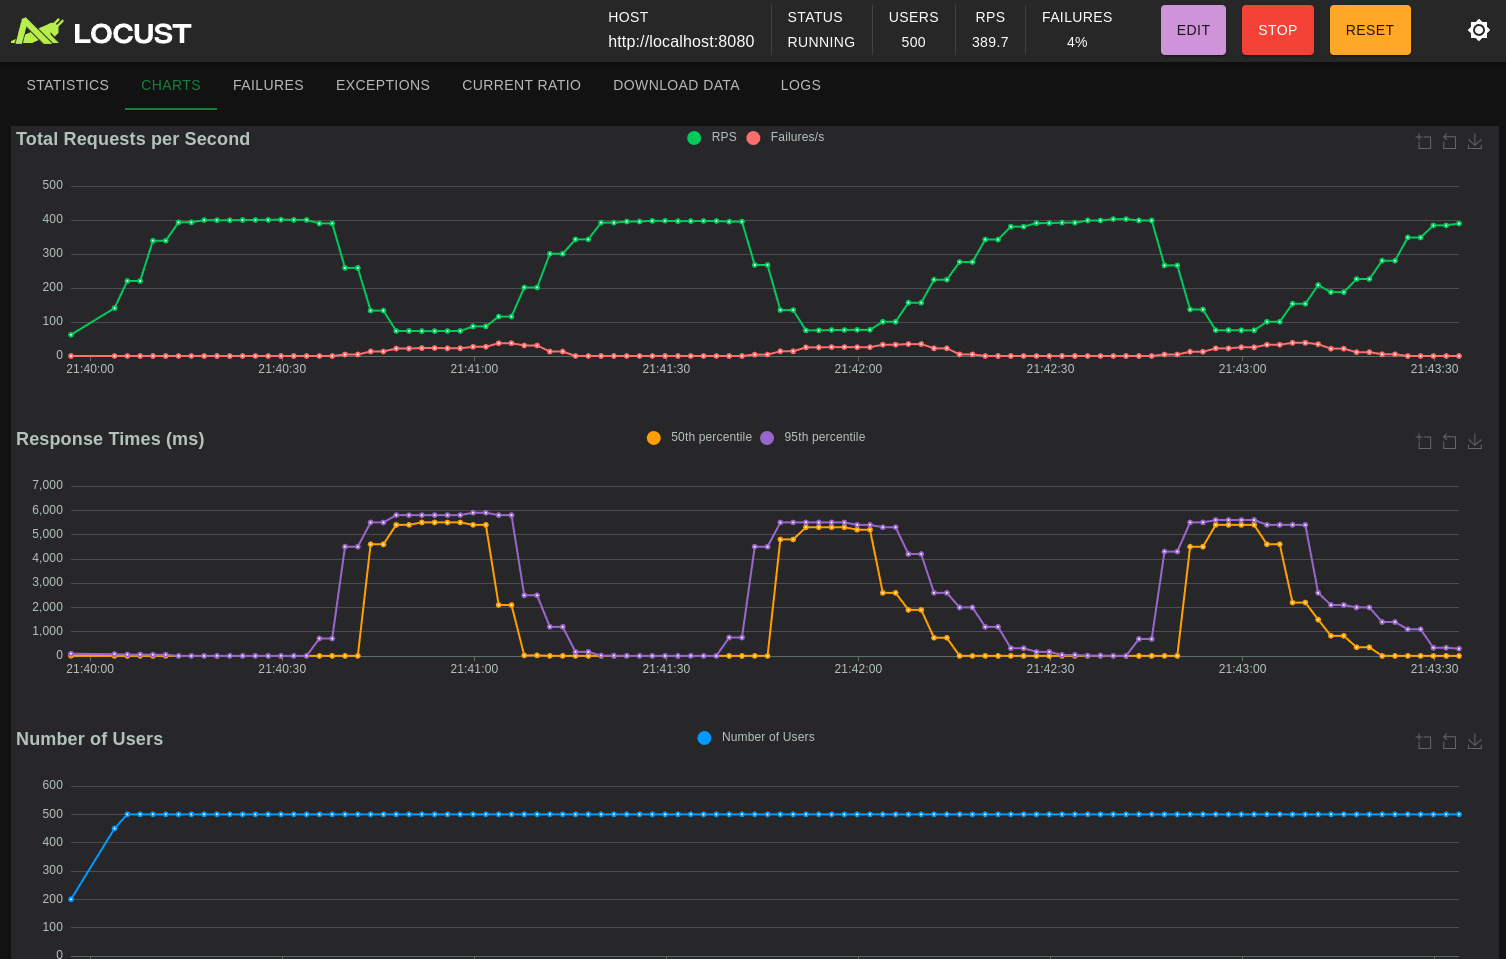 LOCUST
HOST
http://localhost:8080
STATUS
RUNNING
USERS
500
RPS
389.7
FAILURES
4%
EDIT
STOP
RESET
STATISTICS
CHARTS
FAILURES
EXCEPTIONS
CURRENT RATIO
DOWNLOAD DATA
LOGS
Total Requests per Second
RPS
Failures/s
500
400
300
200
100
0
21:40:00
21:40:30
21:41:00
21:41:30
21:42:00
21:42:30
21:43:00
21:43:30
Response Times (ms)
50th percentile
95th percentile
7,000
6,000
5,000
4,000
3,000
2,000
1,000
0
21:40:00
21:40:30
21:41:00
21:41:30
21:42:00
21:42:30
21:43:00
21:43:30
Number of Users
Number of Users
600
500
400
300
200
100
0